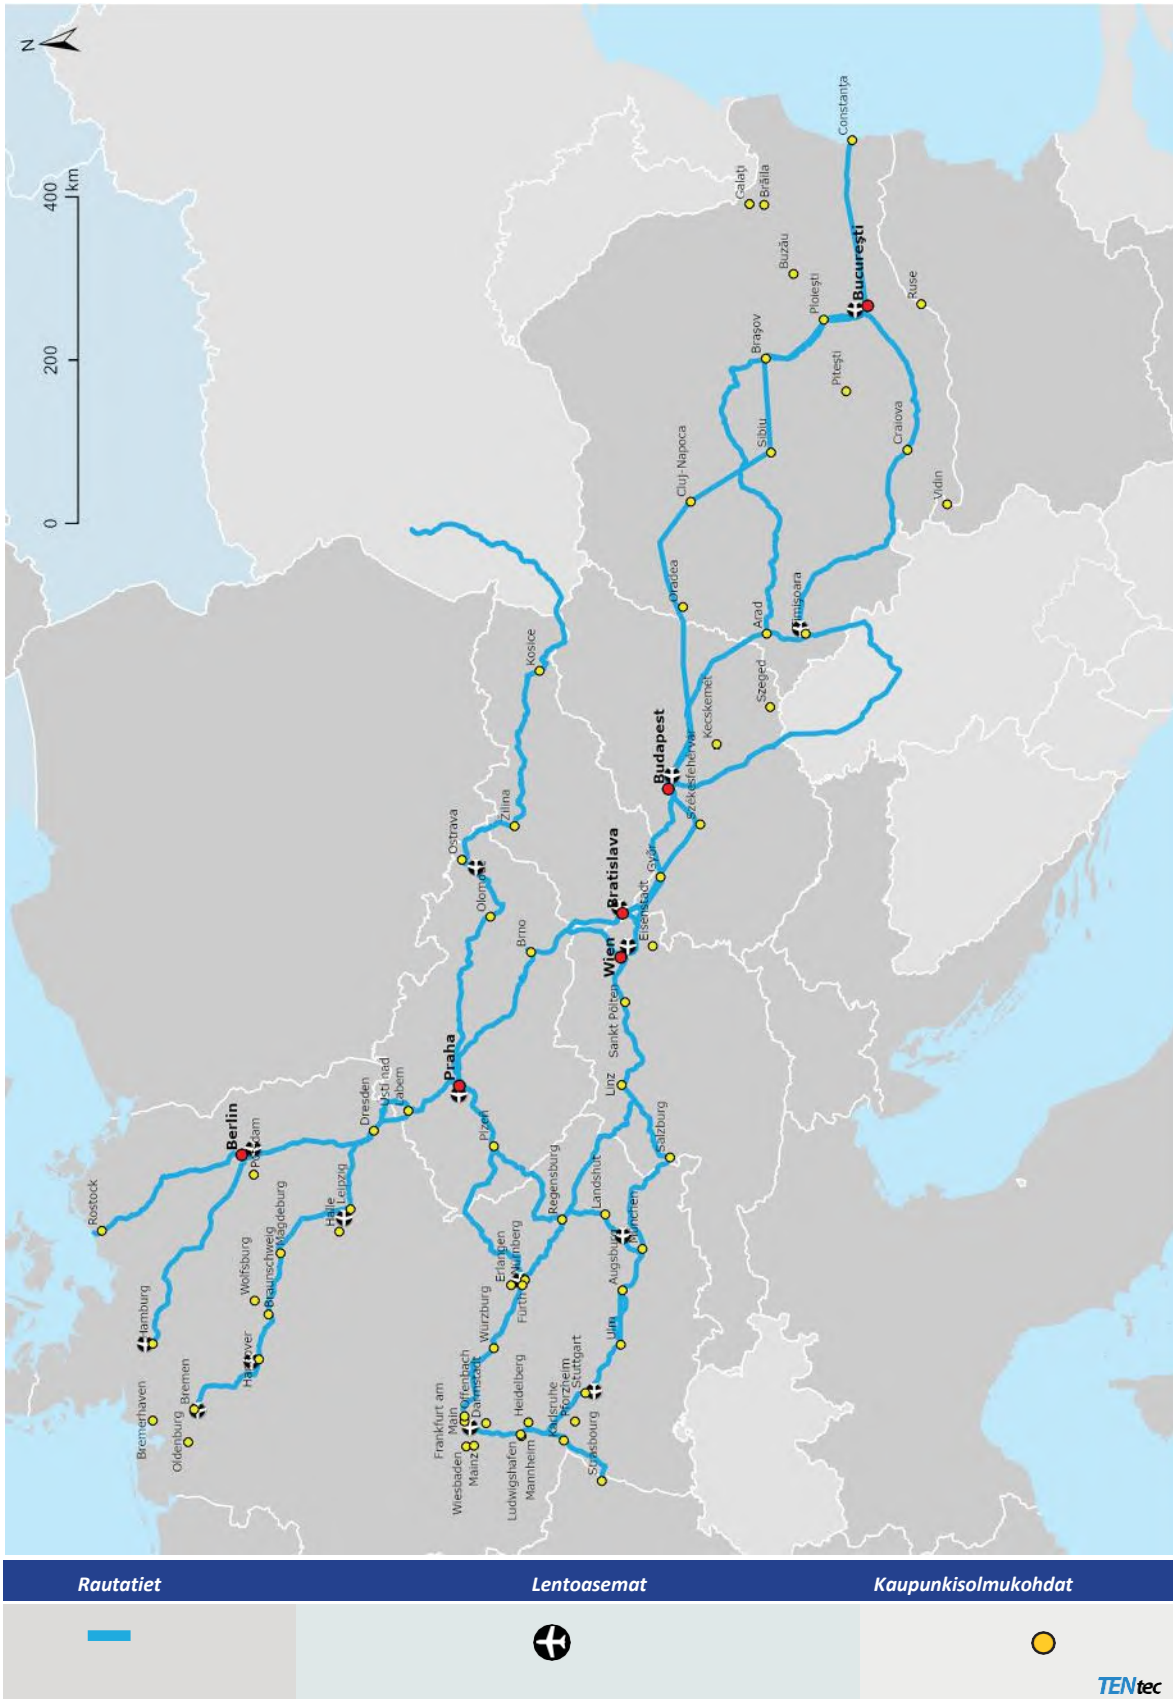 N
0
200
400
km
Rostock
Hamburg
Berlin
Bremerhaven
Bremen
Oldenburg
Wolfsburg
Braunschweig
Magdeburg
Halle
Leipzig
Dresden
Ústí nad
Labem
Praha
Plzeň
Ostrava
Olomouc
Žilina
Kosice
Brno
Bratislava
Wien
Eisenstadt
Győr
Sankt Pölten
Linz
Salzburg
Regensburg
Landshut
München
Augsburg
Ulm
Erlangen
Nürnberg
Fürth
Würzburg
Frankfurt am
Main
Offenbach
Darmstadt
Wiesbaden
Mainz
Heidelberg
Ludwigshafen
Mannheim
Karlsruhe
Pforzheim
Stuttgart
Strasbourg
Budapest
Székesfehérvár
Kecskemét
Szeged
Oradea
Cluj-Napoca
Arad
Timișoara
Sibiu
Brașov
Ploiești
Pitești
Craiova
București
Buzău
Galați
Brăila
Constanța
Ruse
Vidin
Rautatiet
Lentoasemat
Kaupunkisolmukohdat
TENtec